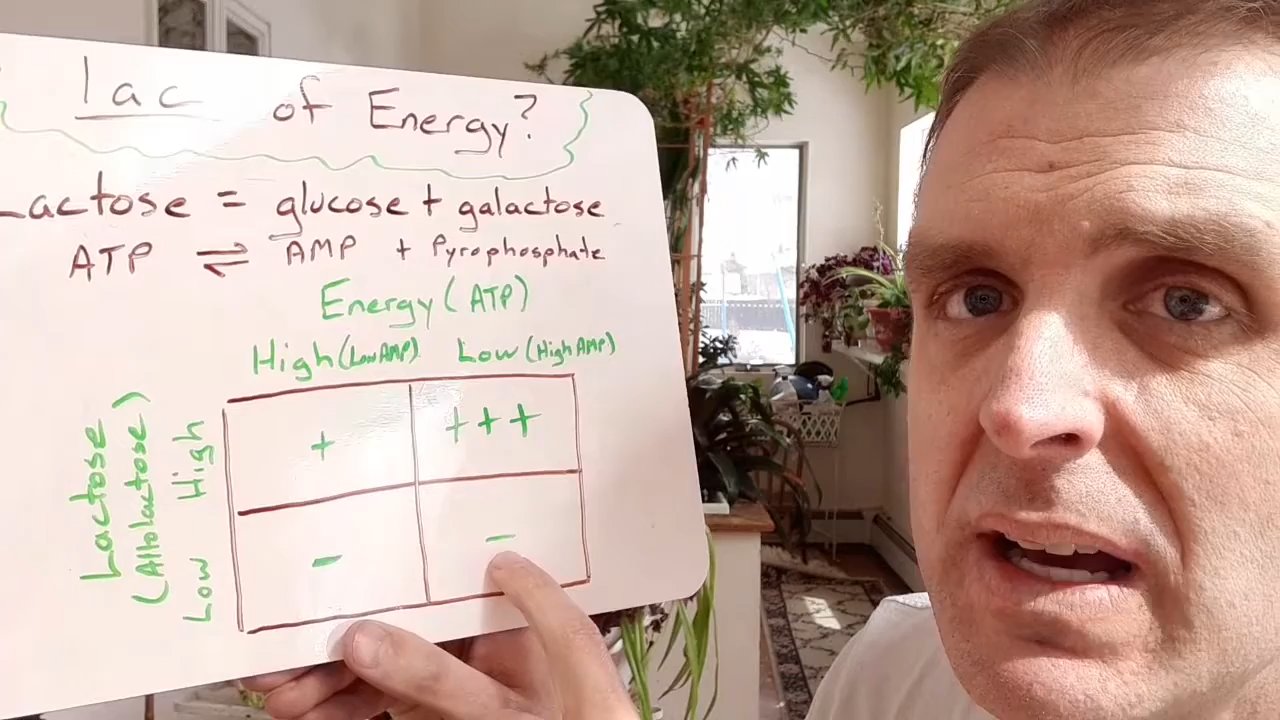 lac of Energy?
Lactose = glucose + galactose
ATP ⇌ AMP + Pyrophosphate
Energy (ATP)
High (Low AMP) Low (High AMP)
Lactose
(Allolactose)
High
Low
+ +++
- -